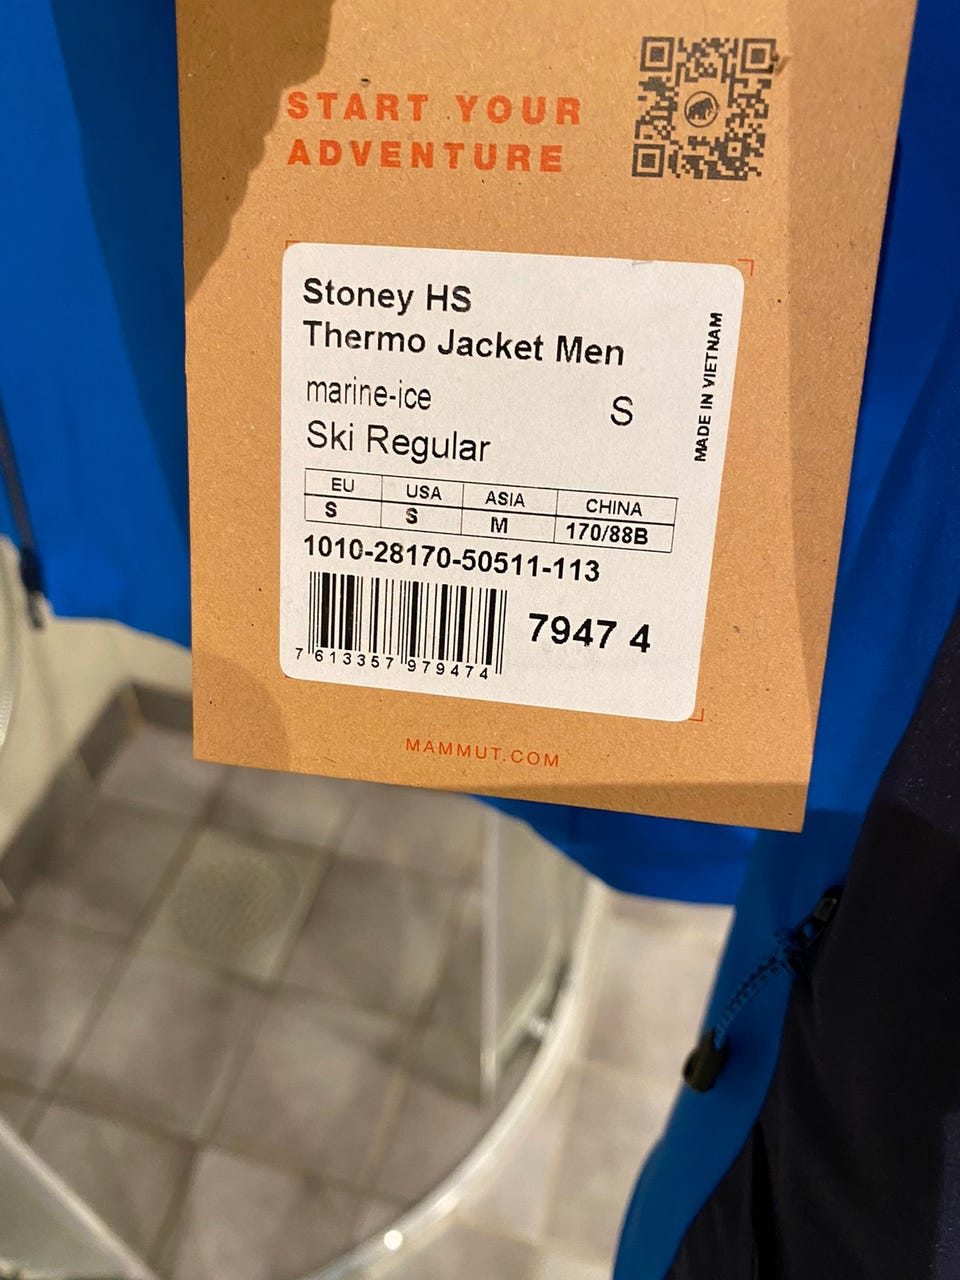 START YOUR
ADVENTURE
Stoney HS
Thermo Jacket Men
marine-ice
S
Ski Regular
MADE IN VIETNAM
EU USA ASIA CHINA
S S M 170/88B
1010-28170-50511-113
7947 4
7 613357 979474
MAMMUT.COM